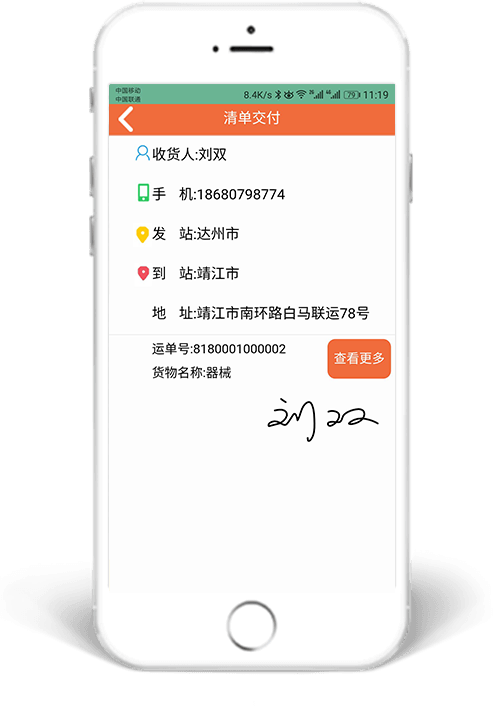 中国移动
中国联通
8.4K/s 2G 4G 79 11:19
清单交付
收货人:刘双
手 机:18680798774
发 站:达州市
到 站:靖江市
地 址:靖江市南环路白马联运78号
运单号:8180001000002
查看更多
货物名称:器械
刘双